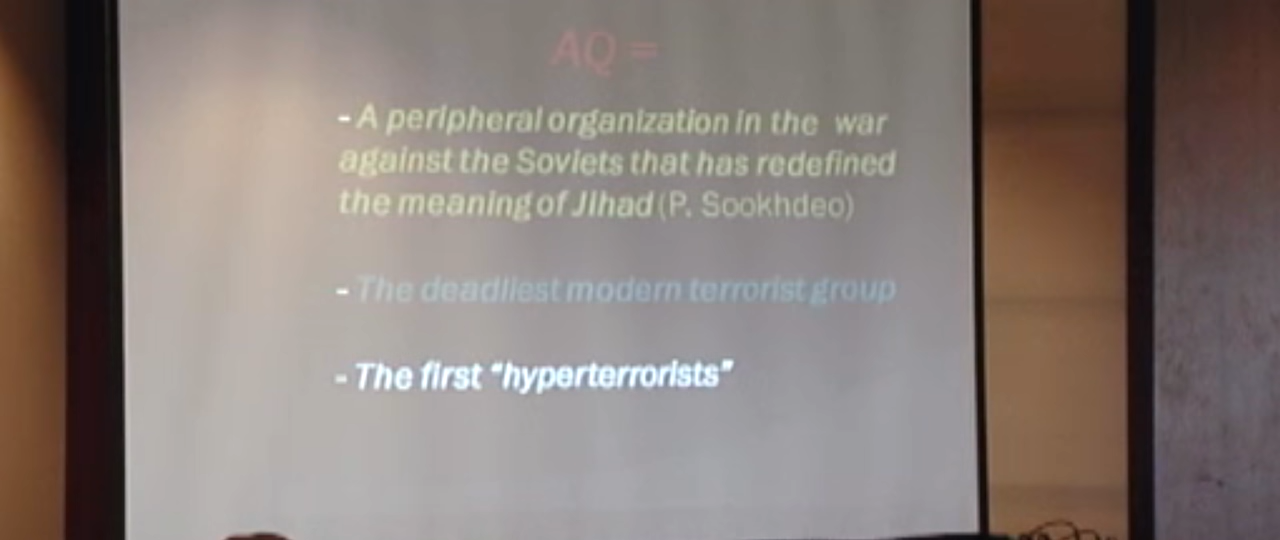 AQ =
- A peripheral organization in the war
against the Soviets that has redefined
the meaning of Jihad (P. Sookhdeo)
- The deadliest modern terrorist group
- The first “hyperterrorists”